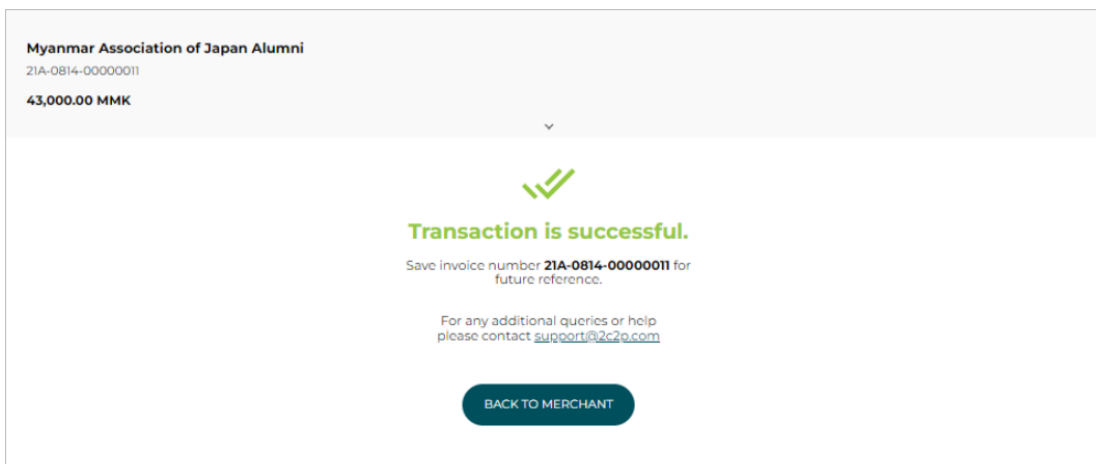 Myanmar Association of Japan Alumni
21A-0814-00000011
43,000.00 MMK
Transaction is successful.
Save invoice number 21A-0814-00000011 for
future reference.
For any additional queries or help
please contact support@2c2p.com
BACK TO MERCHANT